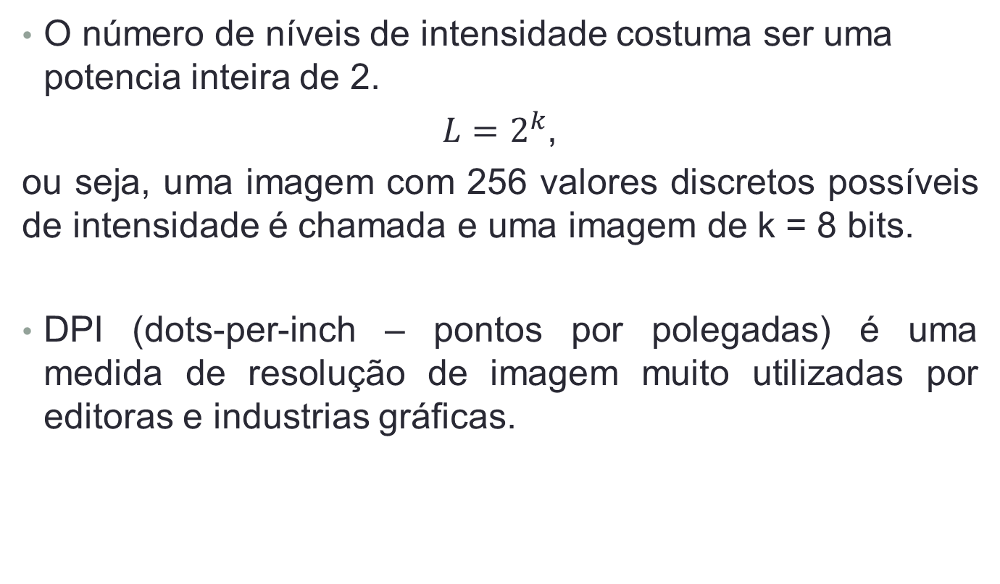 • O número de níveis de intensidade costuma ser uma
potencia inteira de 2.
𝐿 = 2^𝑘,
ou seja, uma imagem com 256 valores discretos possíveis
de intensidade é chamada e uma imagem de k = 8 bits.
• DPI (dots-per-inch – pontos por polegadas) é uma
medida de resolução de imagem muito utilizadas por
editoras e industrias gráficas.